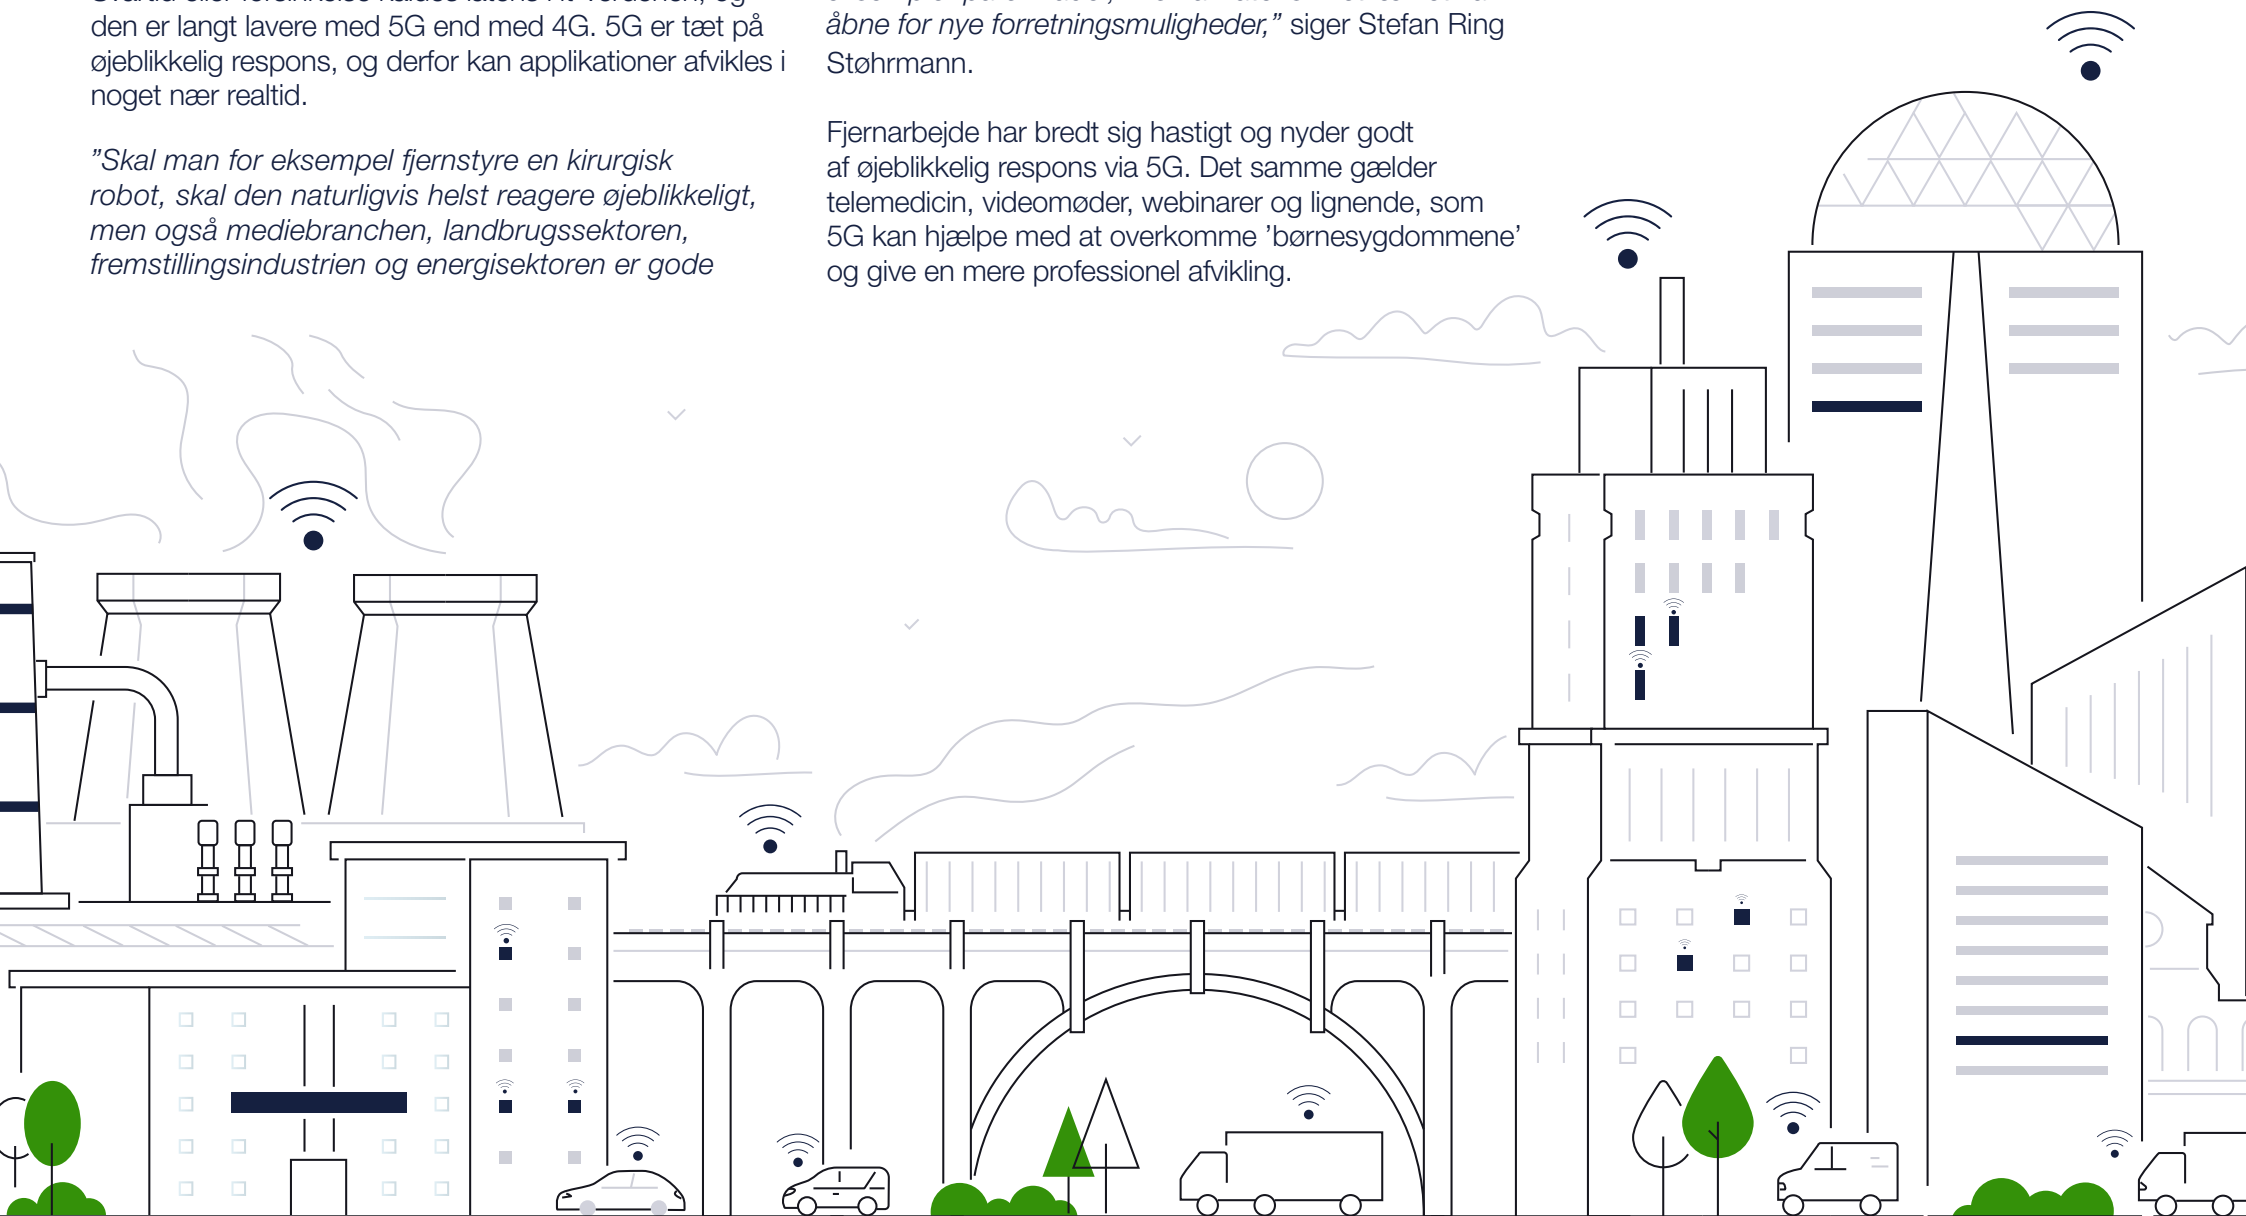 den er langt lavere med 5G end med 4G. 5G er tæt på
øjeblikkelig respons, og derfor kan applikationer afvikles i
noget nær realtid.
”Skal man for eksempel fjernstyre en kirurgisk
robot, skal den naturligvis helst reagere øjeblikkeligt,
men også mediebranchen, landbrugssektoren,
fremstillingsindustrien og energisektoren er gode
åbne for nye forretningsmuligheder,” siger Stefan Ring
Støhrmann.
Fjernarbejde har bredt sig hastigt og nyder godt
af øjeblikkelig respons via 5G. Det samme gælder
telemedicin, videomøder, webinarer og lignende, som
5G kan hjælpe med at overkomme ’børnesygdommene’
og give en mere professionel afvikling.